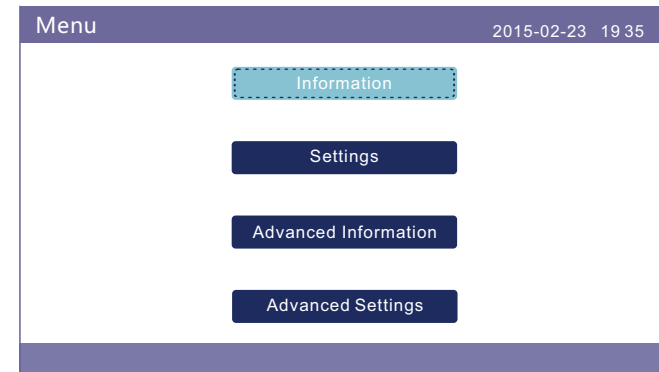 Menu
2015-02-23 19 35
Information
Settings
Advanced Information
Advanced Settings